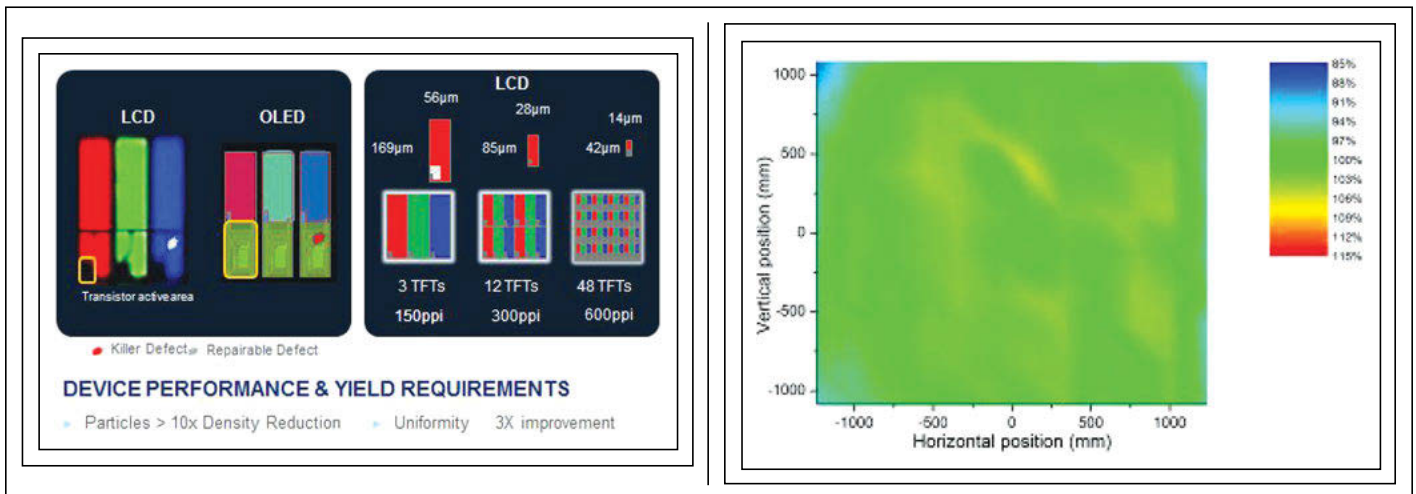 LCD
OLED
Transistor active area
LCD
56µm
28µm
14µm
169µm
85µm
42µm
3 TFTs
12 TFTs
48 TFTs
150ppi
300ppi
600ppi
Killer Defect
Repairable Defect
DEVICE PERFORMANCE & YIELD REQUIREMENTS
Particles > 10x Density Reduction
Uniformity 3X improvement
1000
500
0
-500
-1000
Vertical position (mm)
-1000
-500
0
500
1000
Horizontal position (mm)
85%
88%
91%
94%
97%
100%
103%
106%
109%
112%
115%